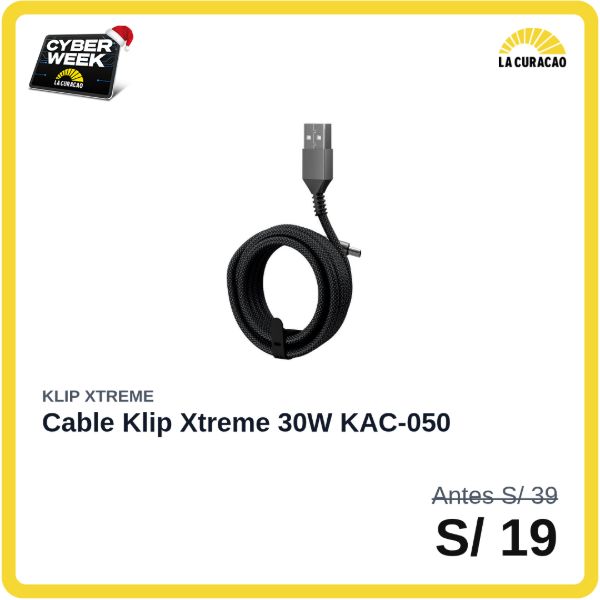 CYBER
WEEK
LA CURACAO
LA CURACAO
KLIP XTREME
Cable Klip Xtreme 30W KAC-050
Antes S/ 39
S/ 19